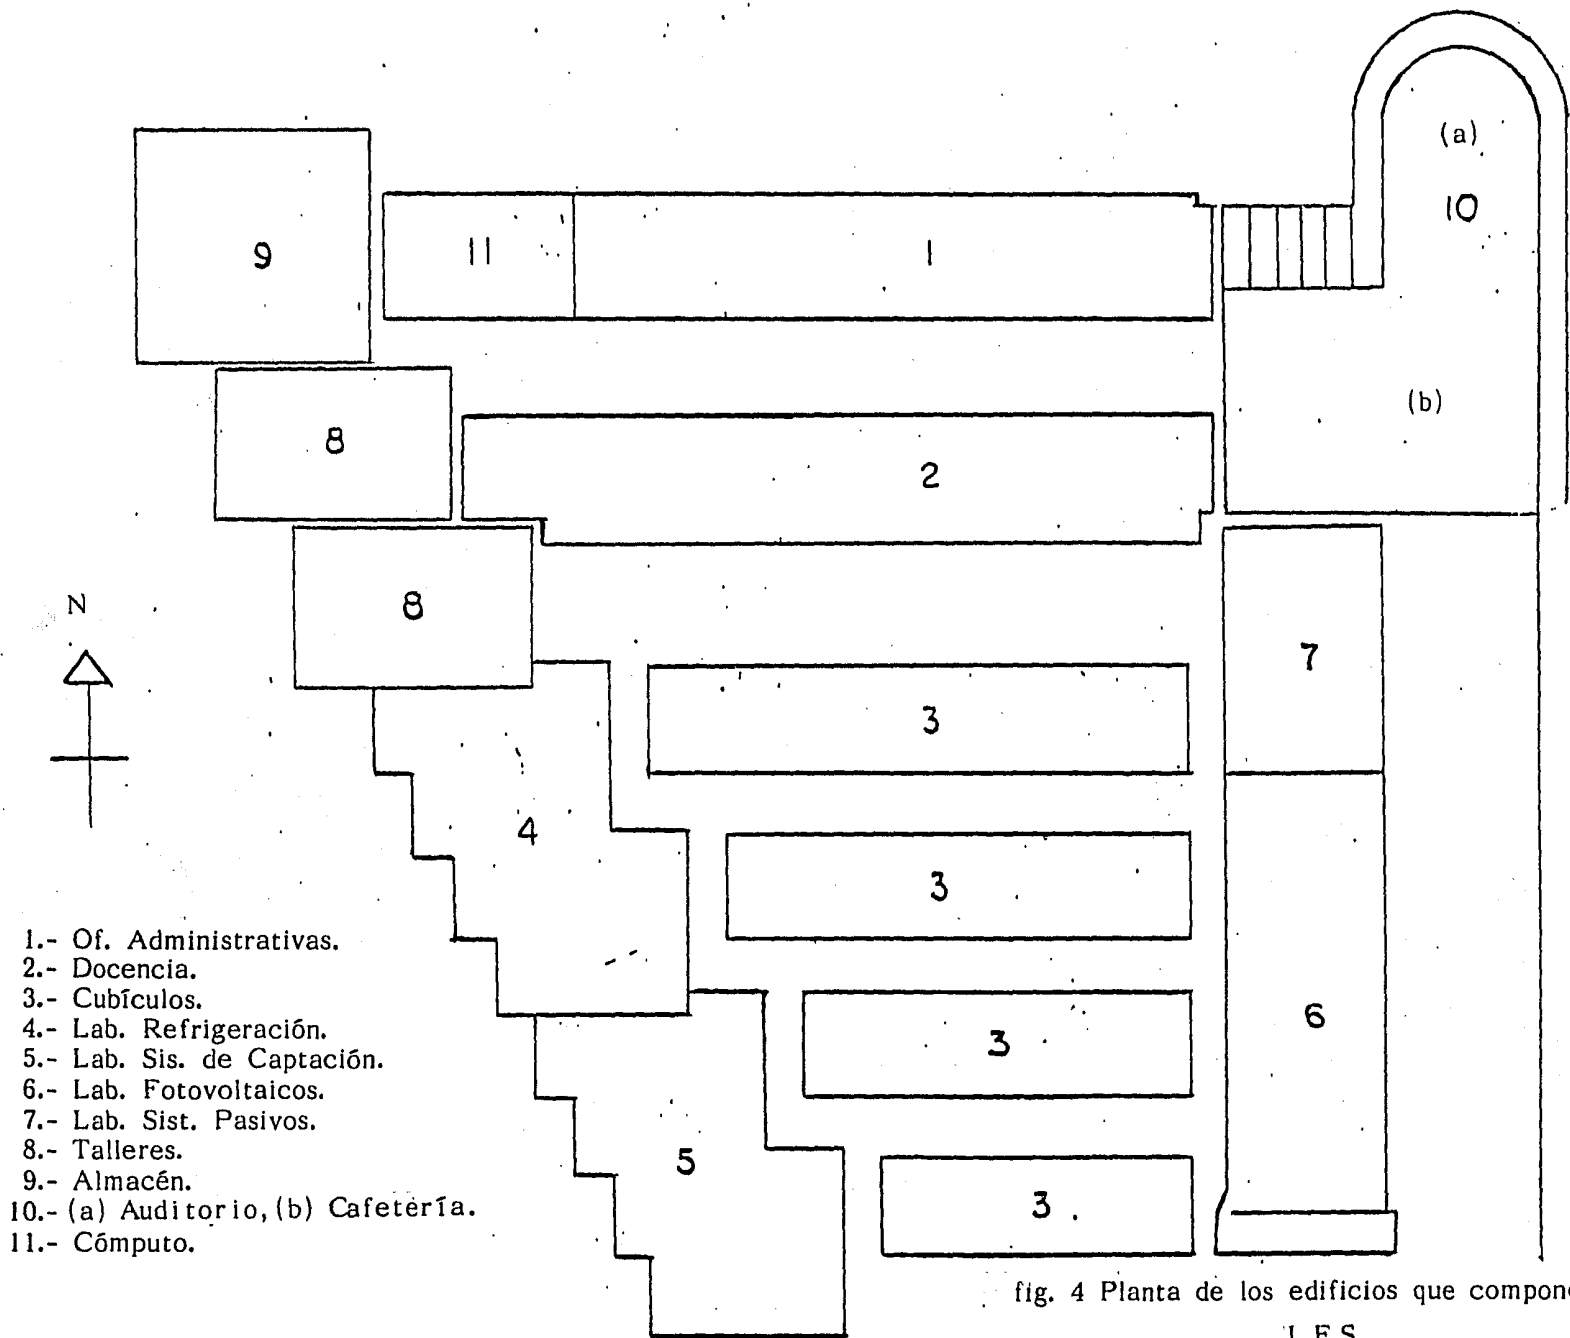 (a)
10
9
11
1
(b)
8
2
N
8
7
3
4
3
6
3
5
3
1.- Of. Administrativas.
2.- Docencia.
3.- Cubículos.
4.- Lab. Refrigeración.
5.- Lab. Sis. de Captación.
6.- Lab. Fotovoltaicos.
7.- Lab. Sist. Pasivos.
8.- Talleres.
9.- Almacén.
10.- (a) Auditorio, (b) Cafetería.
11.- Cómputo.
fig. 4 Planta de los edificios que